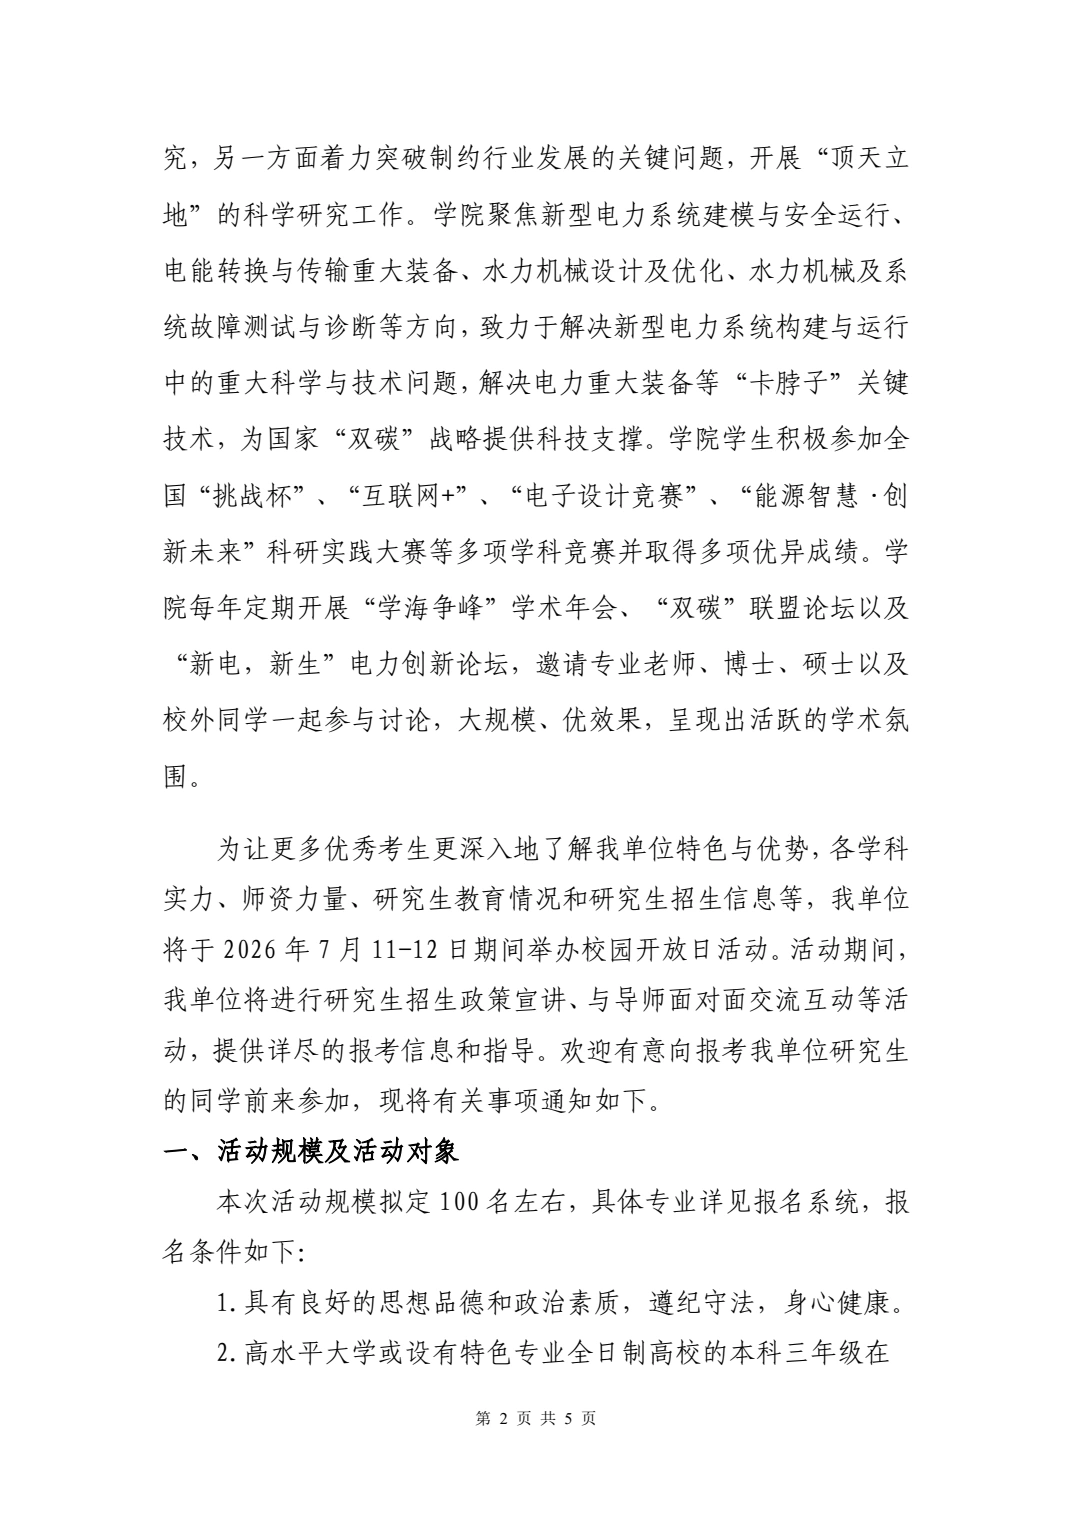 究，另一方面着力突破制约行业发展的关键问题，开展“顶天立
地”的科学研究工作。学院聚焦新型电力系统建模与安全运行、
电能转换与传输重大装备、水力机械设计及优化、水力机械及系
统故障测试与诊断等方向，致力于解决新型电力系统构建与运行
中的重大科学与技术问题，解决电力重大装备等“卡脖子”关键
技术，为国家“双碳”战略提供科技支撑。学院学生积极参加全
国“挑战杯”、“互联网+”、“电子设计竞赛”、“能源智慧·创
新未来”科研实践大赛等多项学科竞赛并取得多项优异成绩。学
院每年定期开展“学海争峰”学术年会、“双碳”联盟论坛以及
“新电，新生”电力创新论坛，邀请专业老师、博士、硕士以及
校外同学一起参与讨论，大规模、优效果，呈现出活跃的学术氛
围。
为让更多优秀考生更深入地了解我单位特色与优势，各学科
实力、师资力量、研究生教育情况和研究生招生信息等，我单位
将于 2026 年 7 月 11-12 日期间举办校园开放日活动。活动期间，
我单位将进行研究生招生政策宣讲、与导师面对面交流互动等活
动，提供详尽的报考信息和指导。欢迎有意向报考我单位研究生
的同学前来参加，现将有关事项通知如下。
一、活动规模及活动对象
本次活动规模拟定 100 名左右，具体专业详见报名系统，报
名条件如下：
1.具有良好的思想品德和政治素质，遵纪守法，身心健康。
2.高水平大学或设有特色专业全日制高校的本科三年级在
第 2 页 共 5 页